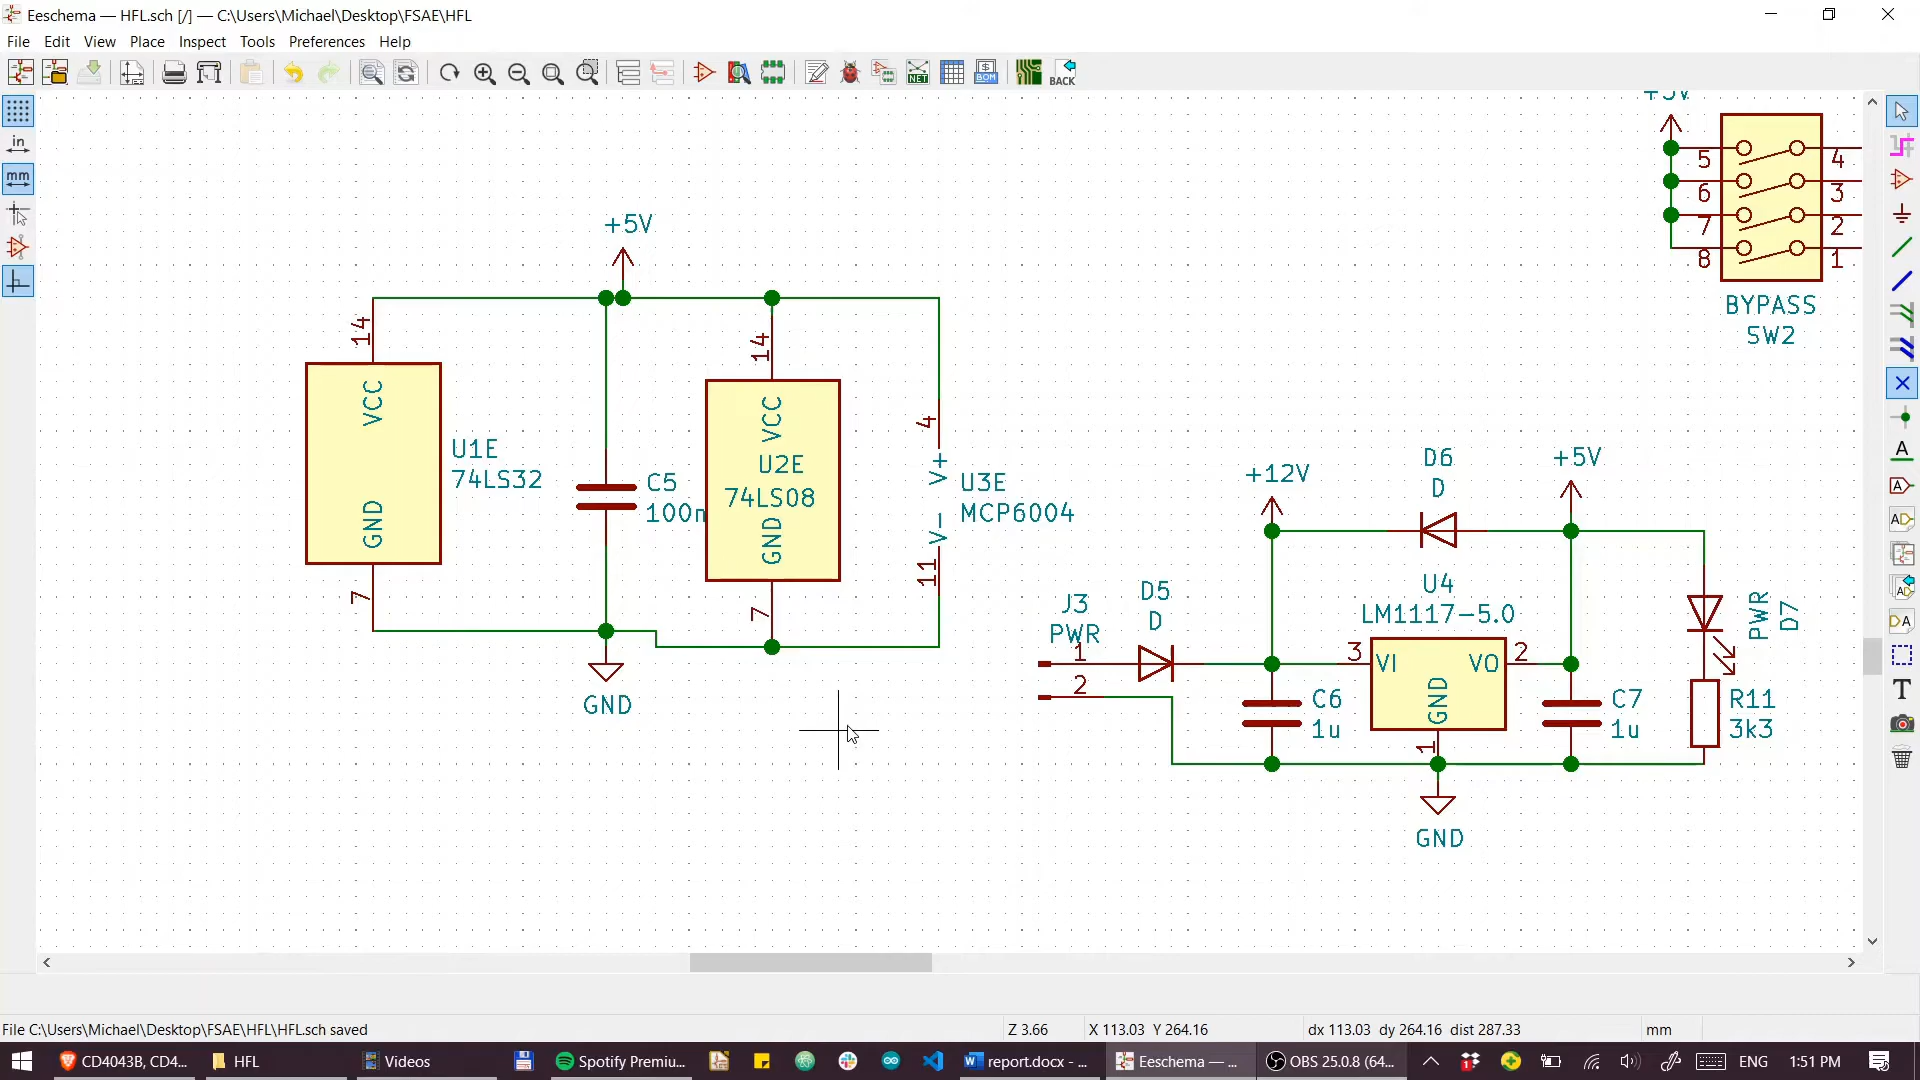 Eeschema — HFL.sch [/] — C:\Users\Michael\Desktop\FSAE\HFL
File Edit View Place Inspect Tools Preferences Help
NET BOM BACK
in
mm
+5V
5 4
6 3
7 2
8 1
BYPASS
SW2
+5V
14
VCC
GND
7
U1E
74LS32
C5
100n
14
VCC
U2E
74LS08
GND
7
4
V+
V-
11
U3E
MCP6004
GND
+12V
D6
D
+5V
U4
LM1117-5.0
J3
PWR
1
2
D5
D
3 VI VO 2
GND
1
C6
1u
C7
1u
PWR
D7
R11
3k3
GND
A
A
AD
AD
DA
T
File C:\Users\Michael\Desktop\FSAE\HFL\HFL.sch saved
Z 3.66
X 113.03 Y 264.16
dx 113.03 dy 264.16 dist 287.33
mm
CD4043B, CD4...
HFL
Videos
Spotify Premiu...
report.docx - ...
Eeschema — ...
OBS 25.0.8 (64...
ENG
1:51 PM